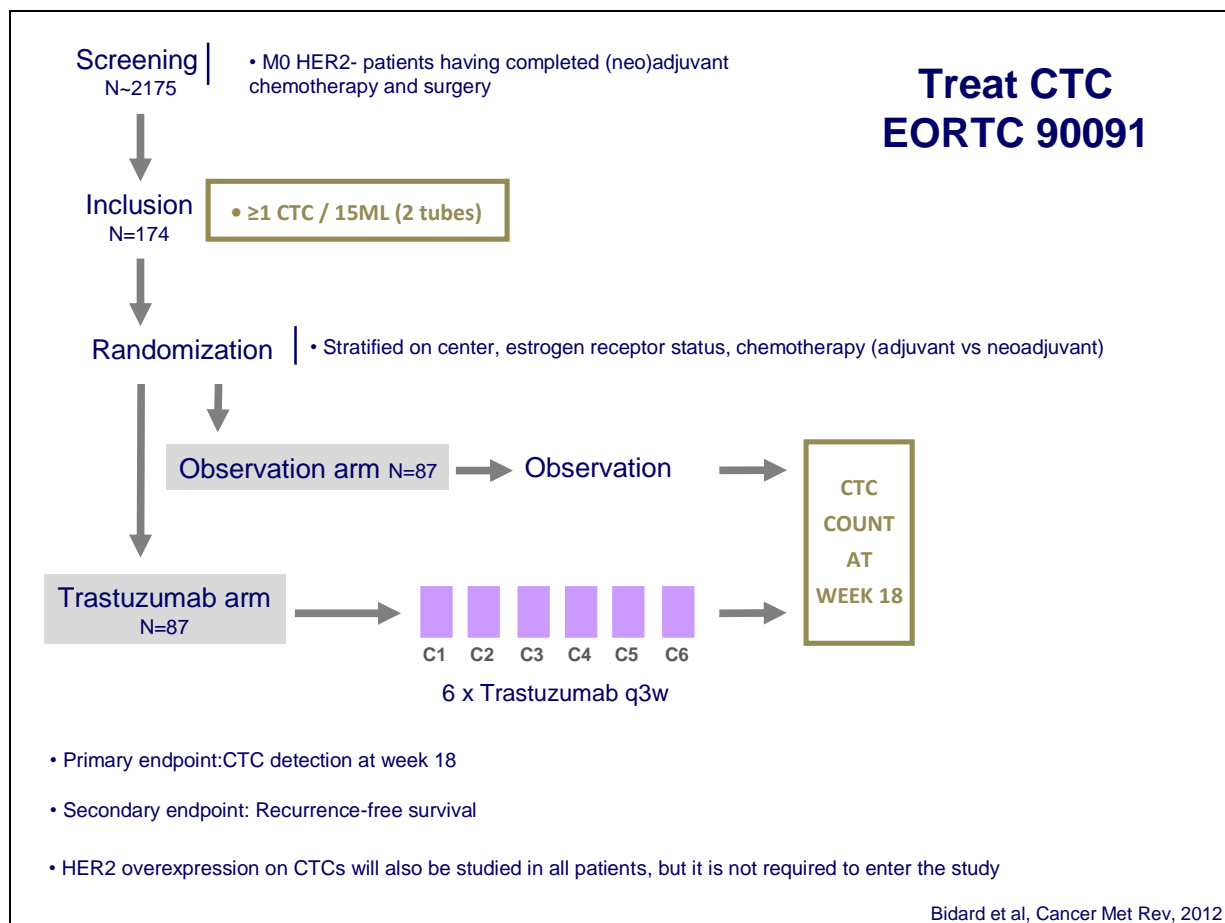 Treat CTC
EORTC 90091
Screening
N~2175
• M0 HER2- patients having completed (neo)adjuvant
chemotherapy and surgery
Inclusion
N=174
• ≥1 CTC / 15ML (2 tubes)
Randomization
• Stratified on center, estrogen receptor status, chemotherapy (adjuvant vs neoadjuvant)
Observation arm N=87
Observation
CTC
COUNT
AT
WEEK 18
Trastuzumab arm
N=87
C1 C2 C3 C4 C5 C6
6 x Trastuzumab q3w
• Primary endpoint:CTC detection at week 18
• Secondary endpoint: Recurrence-free survival
• HER2 overexpression on CTCs will also be studied in all patients, but it is not required to enter the study
Bidard et al, Cancer Met Rev, 2012